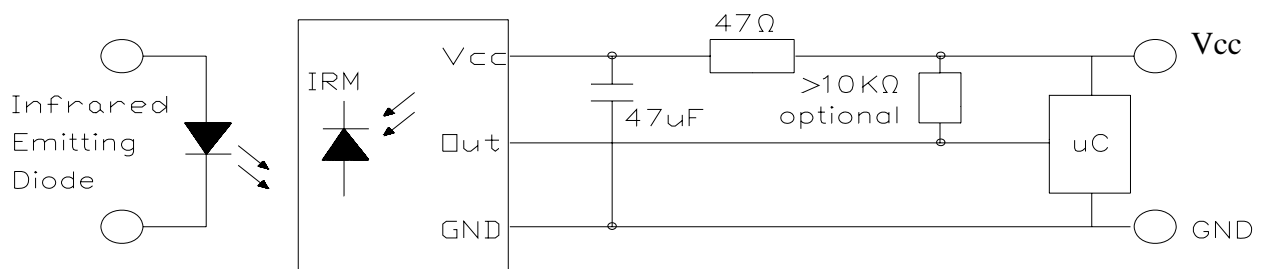 47Ω
Vcc
Vcc
IRM
>10KΩ
optional
Infrared
Emitting
Diode
47uF
Out
uC
GND
GND